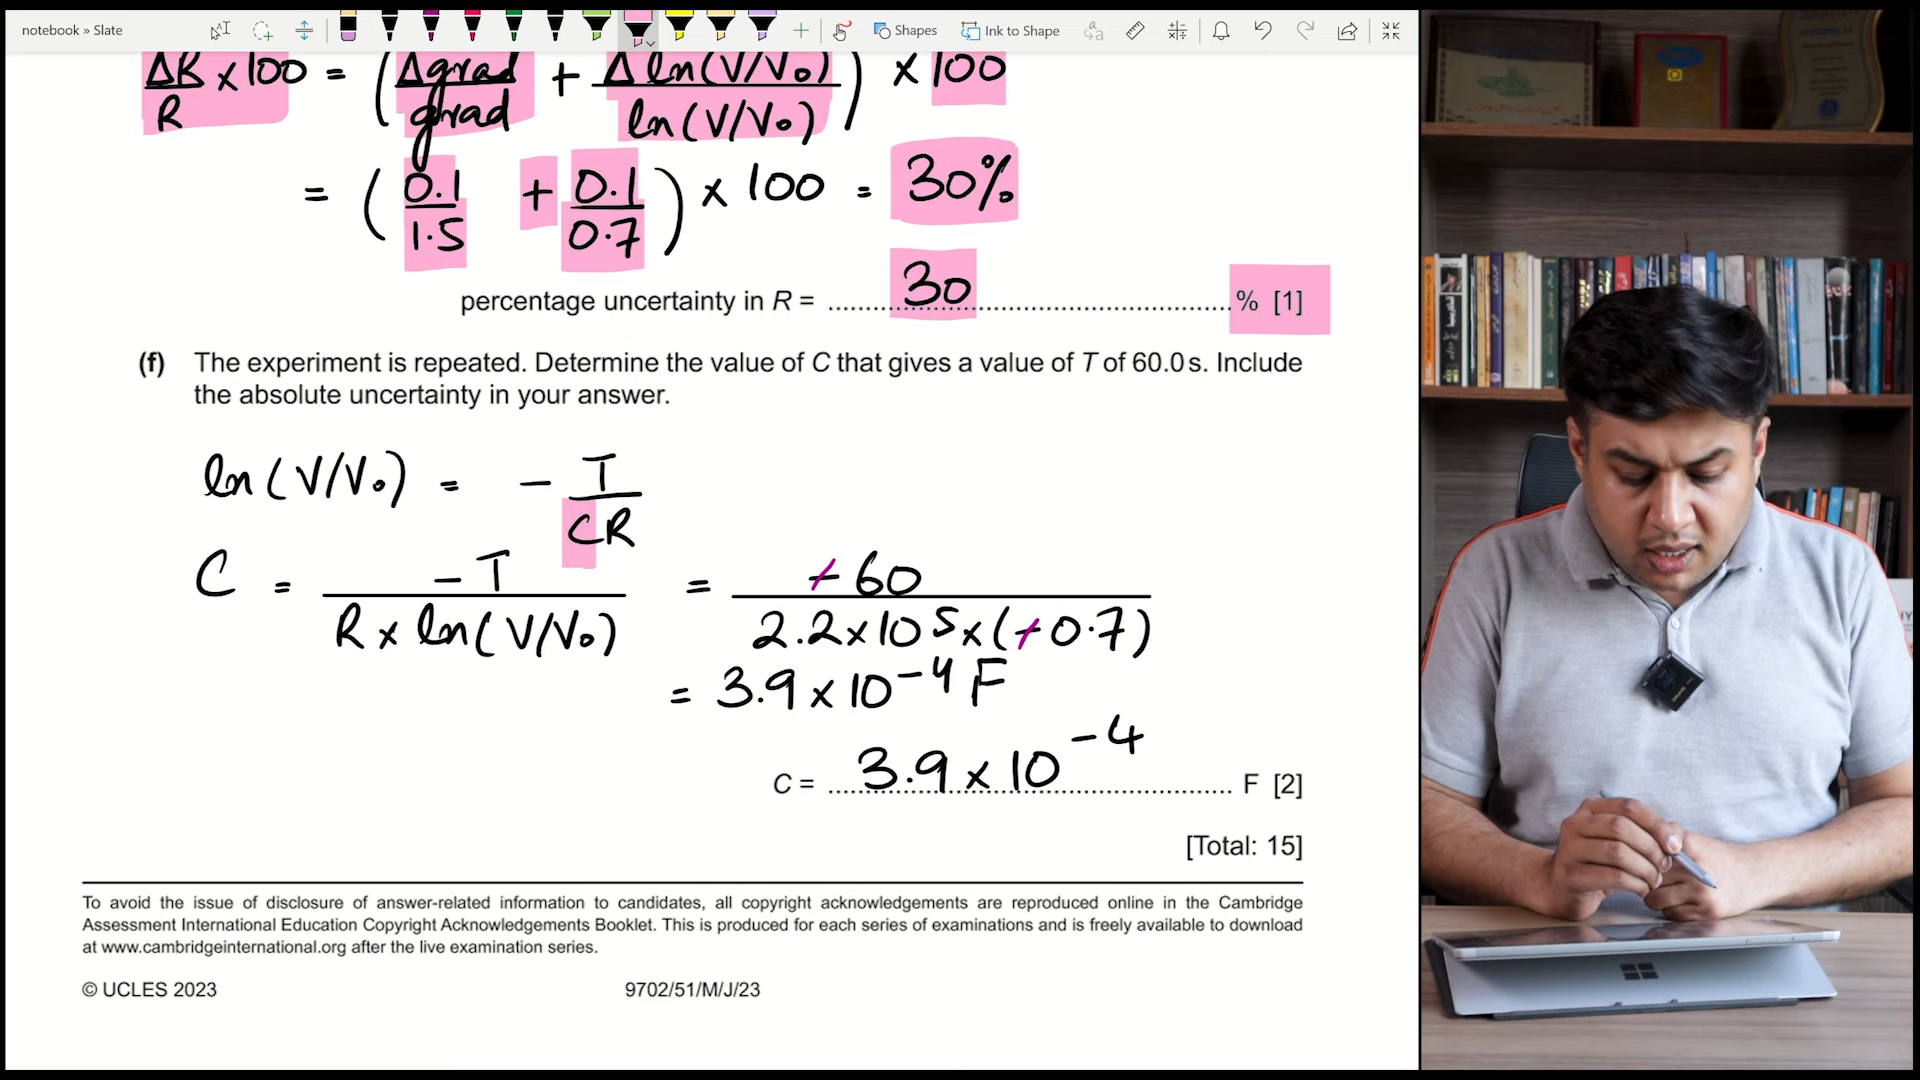 notebook » Slate
Shapes
Ink to Shape
ΔR/R x 100 = (Δgrad/grad + Δ ln(V/V₀)/ln(V/V₀)) x 100
= (0.1/1.5 + 0.1/0.7) x 100 = 30%
percentage uncertainty in R = ...... 30 ...... % [1]
(f) The experiment is repeated. Determine the value of C that gives a value of T of 60.0 s. Include
the absolute uncertainty in your answer.
ln(V/V₀) = - T/CR
C = -T/(R x ln(V/V₀)) = -60/(2.2x10⁵x(-0.7))
= 3.9 x 10⁻⁴ F
C = ...... 3.9 x 10⁻⁴ ...... F [2]
[Total: 15]
To avoid the issue of disclosure of answer-related information to candidates, all copyright acknowledgements are reproduced online in the Cambridge
Assessment International Education Copyright Acknowledgements Booklet. This is produced for each series of examinations and is freely available to download
at www.cambridgeinternational.org after the live examination series.
© UCLES 2023
9702/51/M/J/23